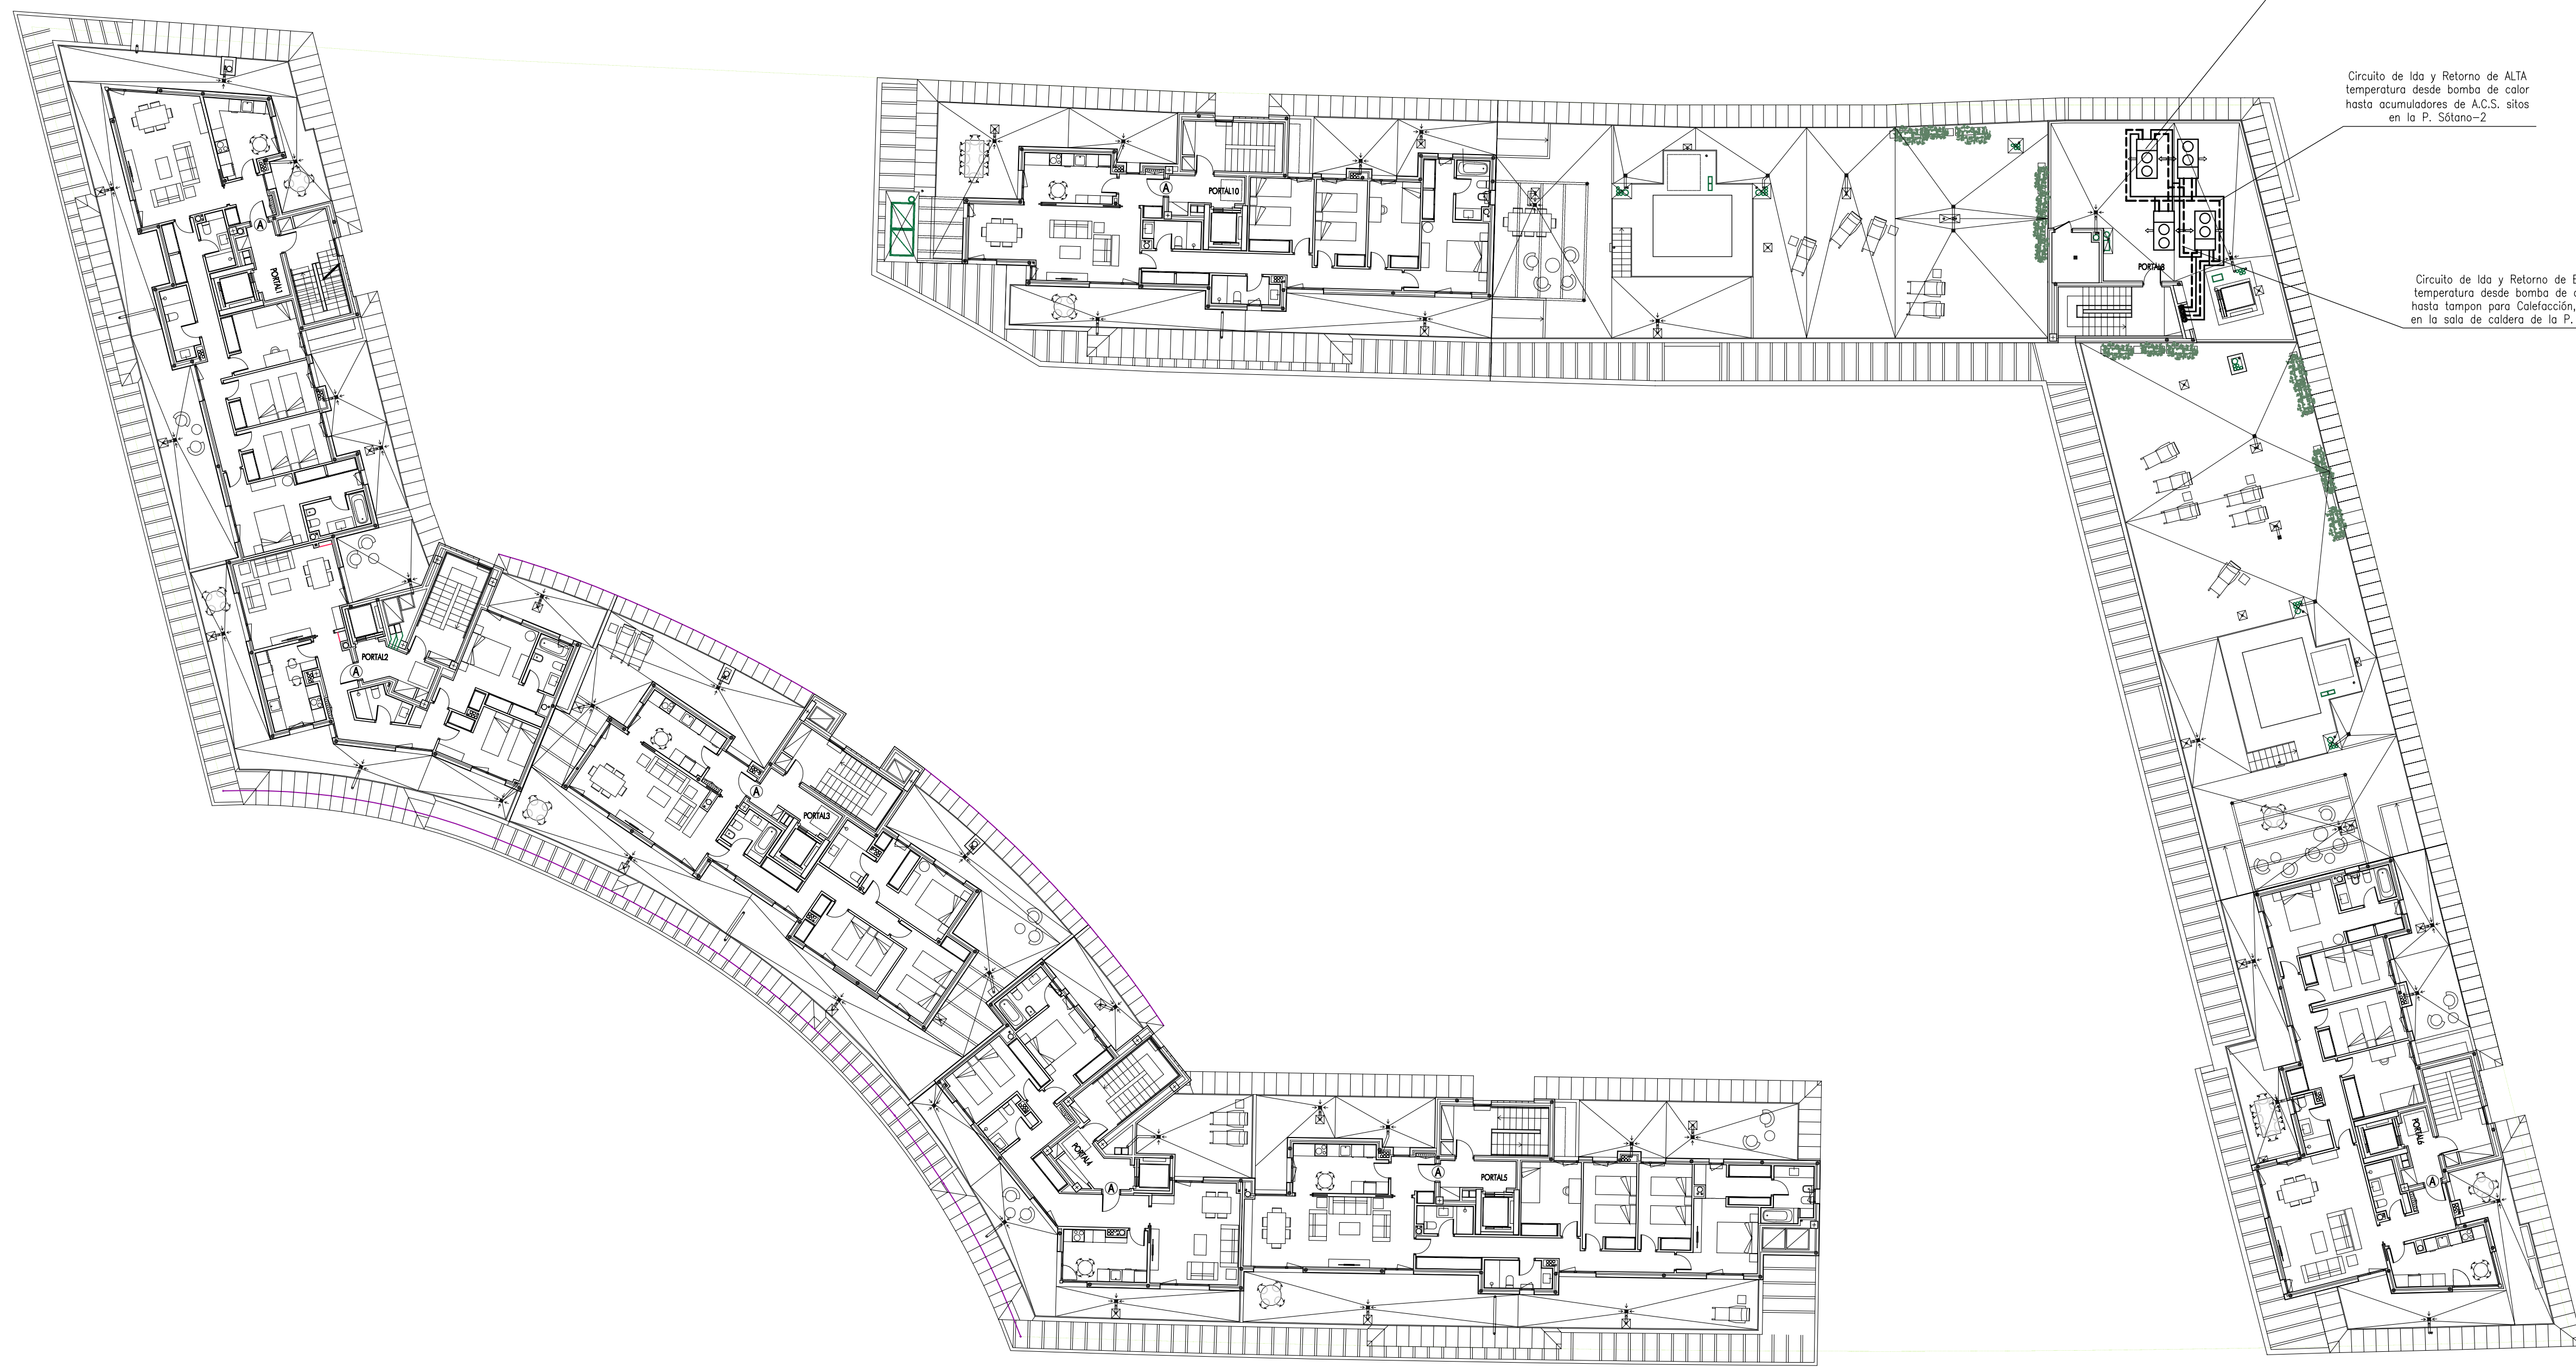 Circuito de Ida y Retorno de ALTA
temperatura desde bomba de calor
hasta acumuladores de A.C.S. sitos
en la P. Sótano-2
PORTAL10
A
A
PORTAL1
PORTAL8
Circuito de Ida y Retorno de
temperatura desde bomba de
hasta tampon para Calefacción,
en la sala de caldera de la P.
PORTAL2
A
A
PORTAL3
PORTAL4
A
A
PORTAL5
PORTAL6
A